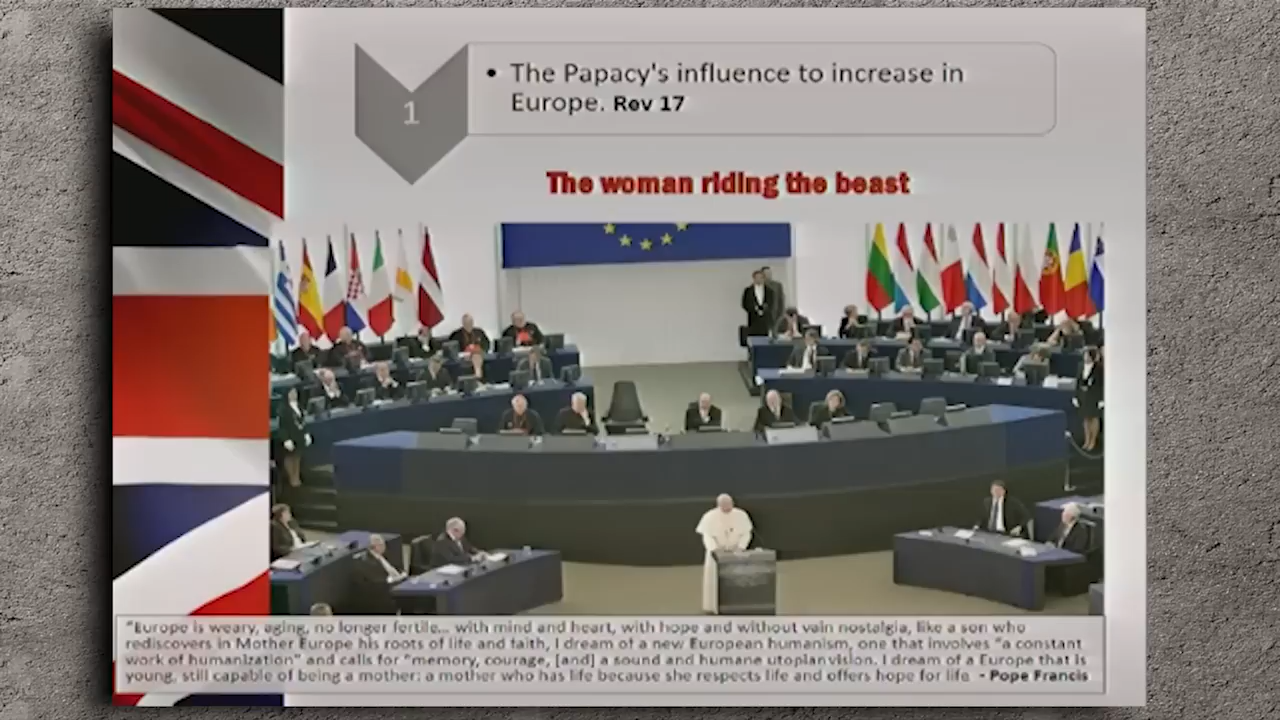 1
• The Papacy's influence to increase in
Europe. Rev 17
The woman riding the beast
"Europe is weary, aging, no longer fertile... with mind and heart, with hope and without vain nostalgia, like a son who
rediscovers in Mother Europe his roots of life and faith, I dream of a new European humanism, one that involves "a constant
work of humanization" and calls for "memory, courage, [and] a sound and humane utopian vision. I dream of a Europe that is
young, still capable of being a mother: a mother who has life because she respects life and offers hope for life - Pope Francis